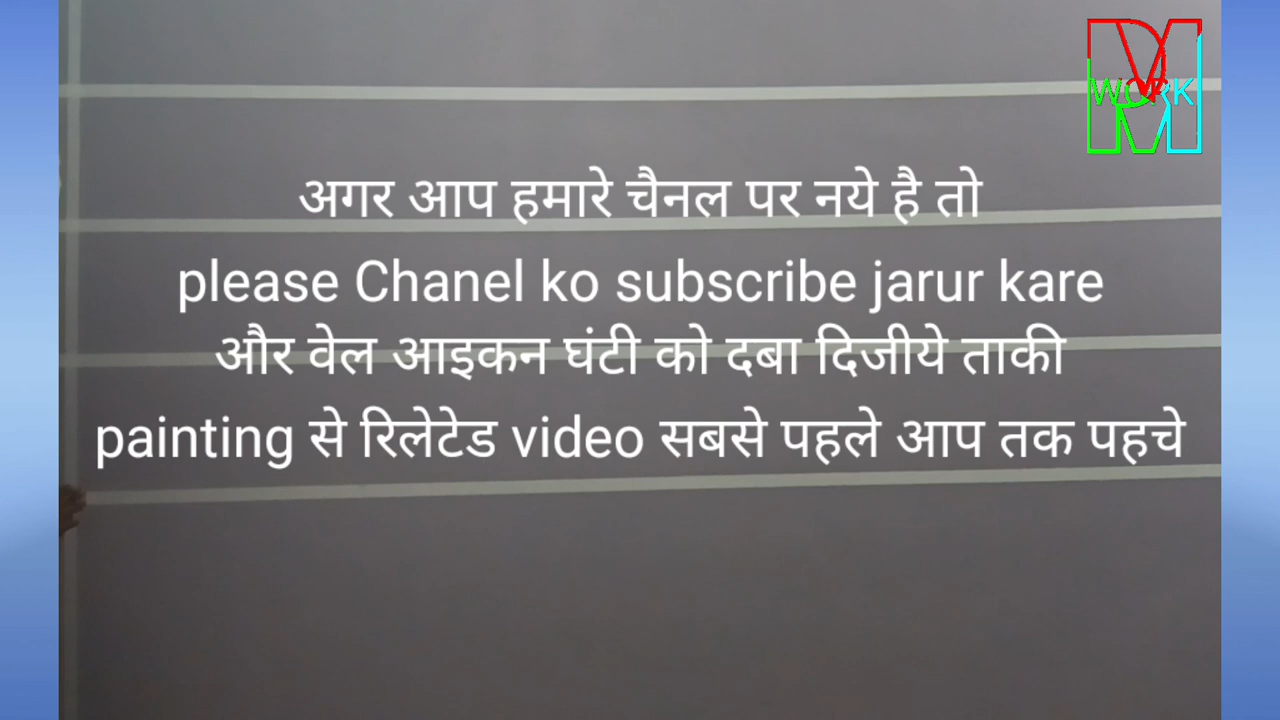 WORK
अगर आप हमारे चैनल पर नये है तो
please Chanel ko subscribe jarur kare
और वेल आइकन घंटी को दबा दिजीये ताकी
painting से रिलेटेड video सबसे पहले आप तक पहचे